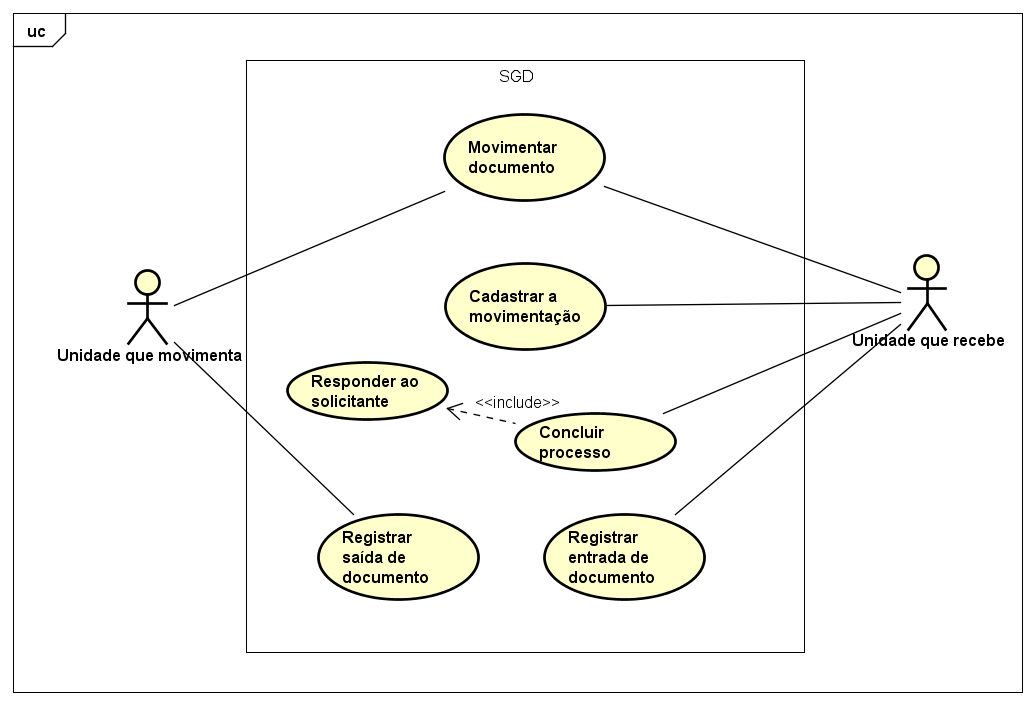 uc
SGD
Movimentar
documento
Cadastrar a
movimentação
Unidade que movimenta
Unidade que recebe
Responder ao
solicitante
<<include>>
Concluir
processo
Registrar
saída de
documento
Registrar
entrada de
documento